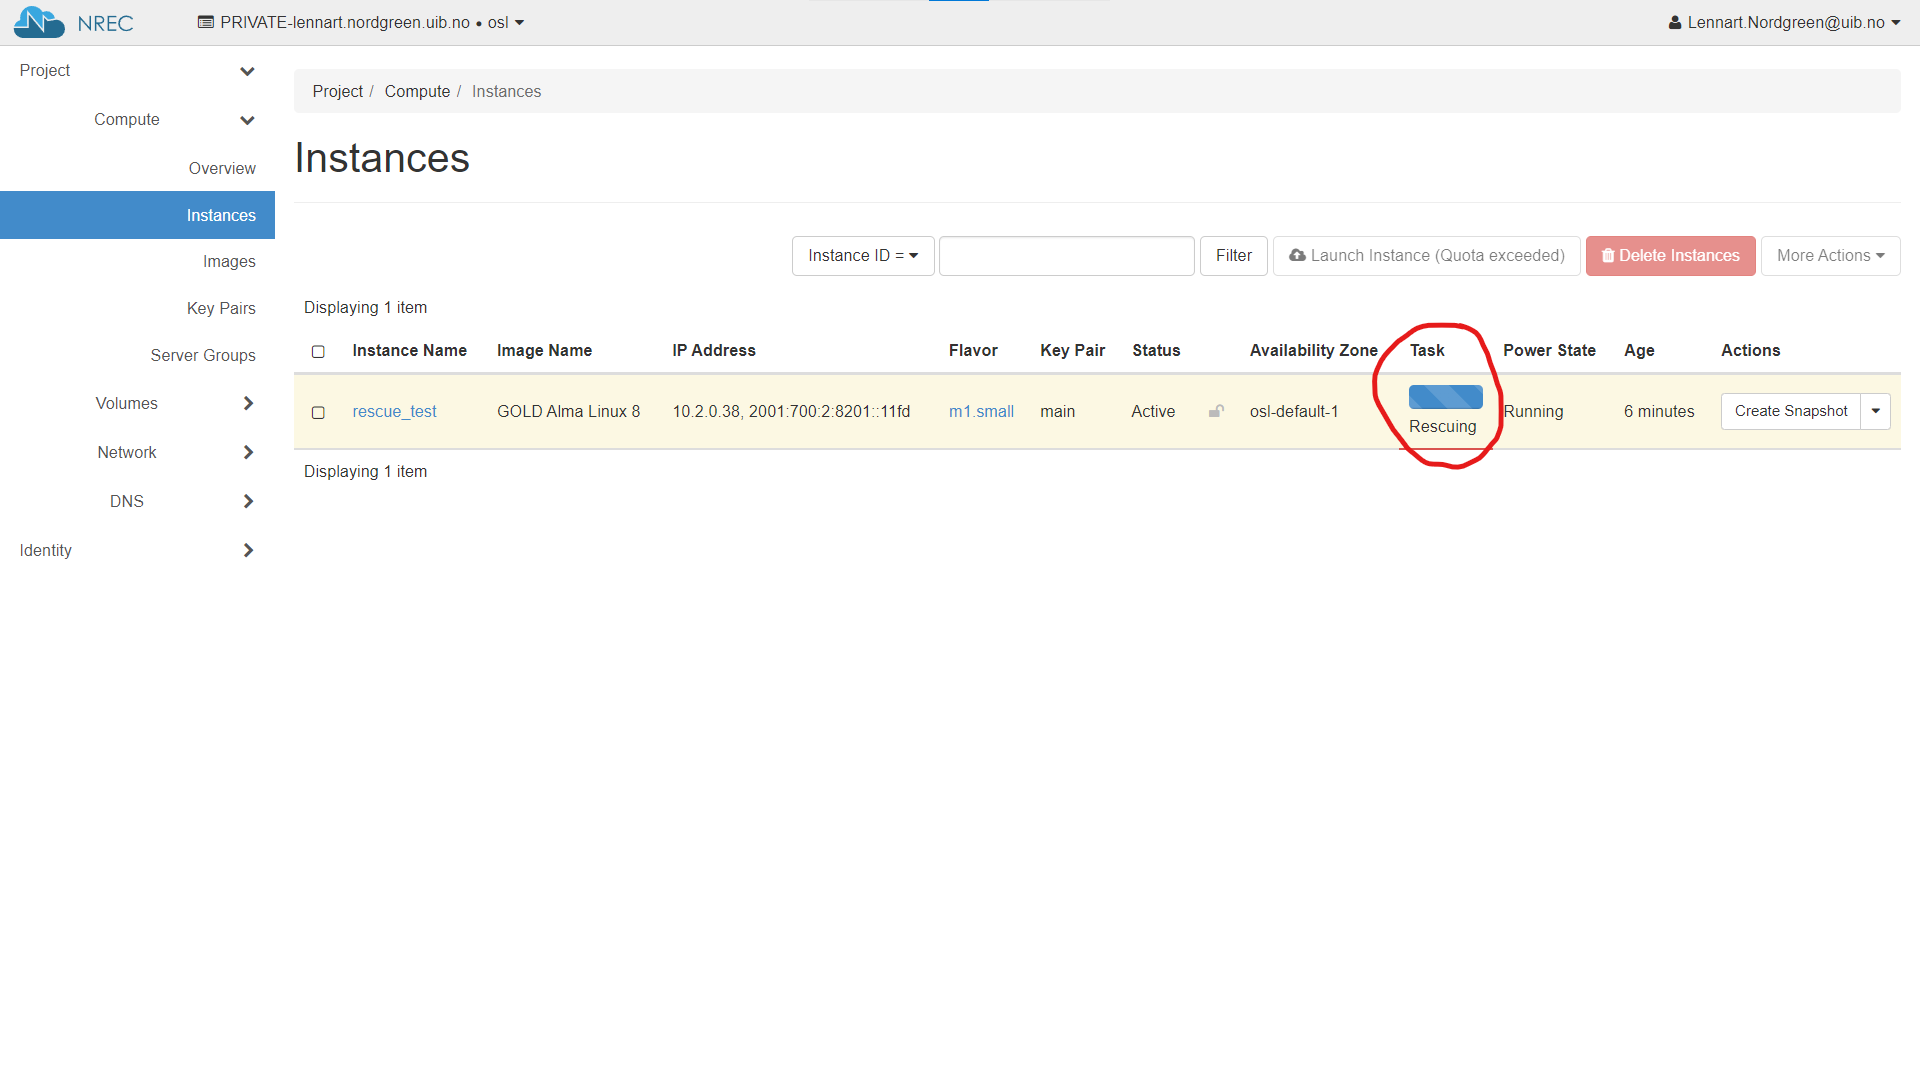 NREC
PRIVATE-lennart.nordgreen.uib.no • osl
Lennart.Nordgreen@uib.no
Project
Compute
Overview
Instances
Images
Key Pairs
Server Groups
Volumes
Network
DNS
Identity
Project / Compute / Instances
Instances
Instance ID =
Filter
Launch Instance (Quota exceeded)
Delete Instances
More Actions
Displaying 1 item
Instance Name Image Name IP Address Flavor Key Pair Status Availability Zone Task Power State Age Actions
rescue_test GOLD Alma Linux 8 10.2.0.38, 2001:700:2:8201::11fd m1.small main Active osl-default-1 Rescuing Running 6 minutes Create Snapshot
Displaying 1 item